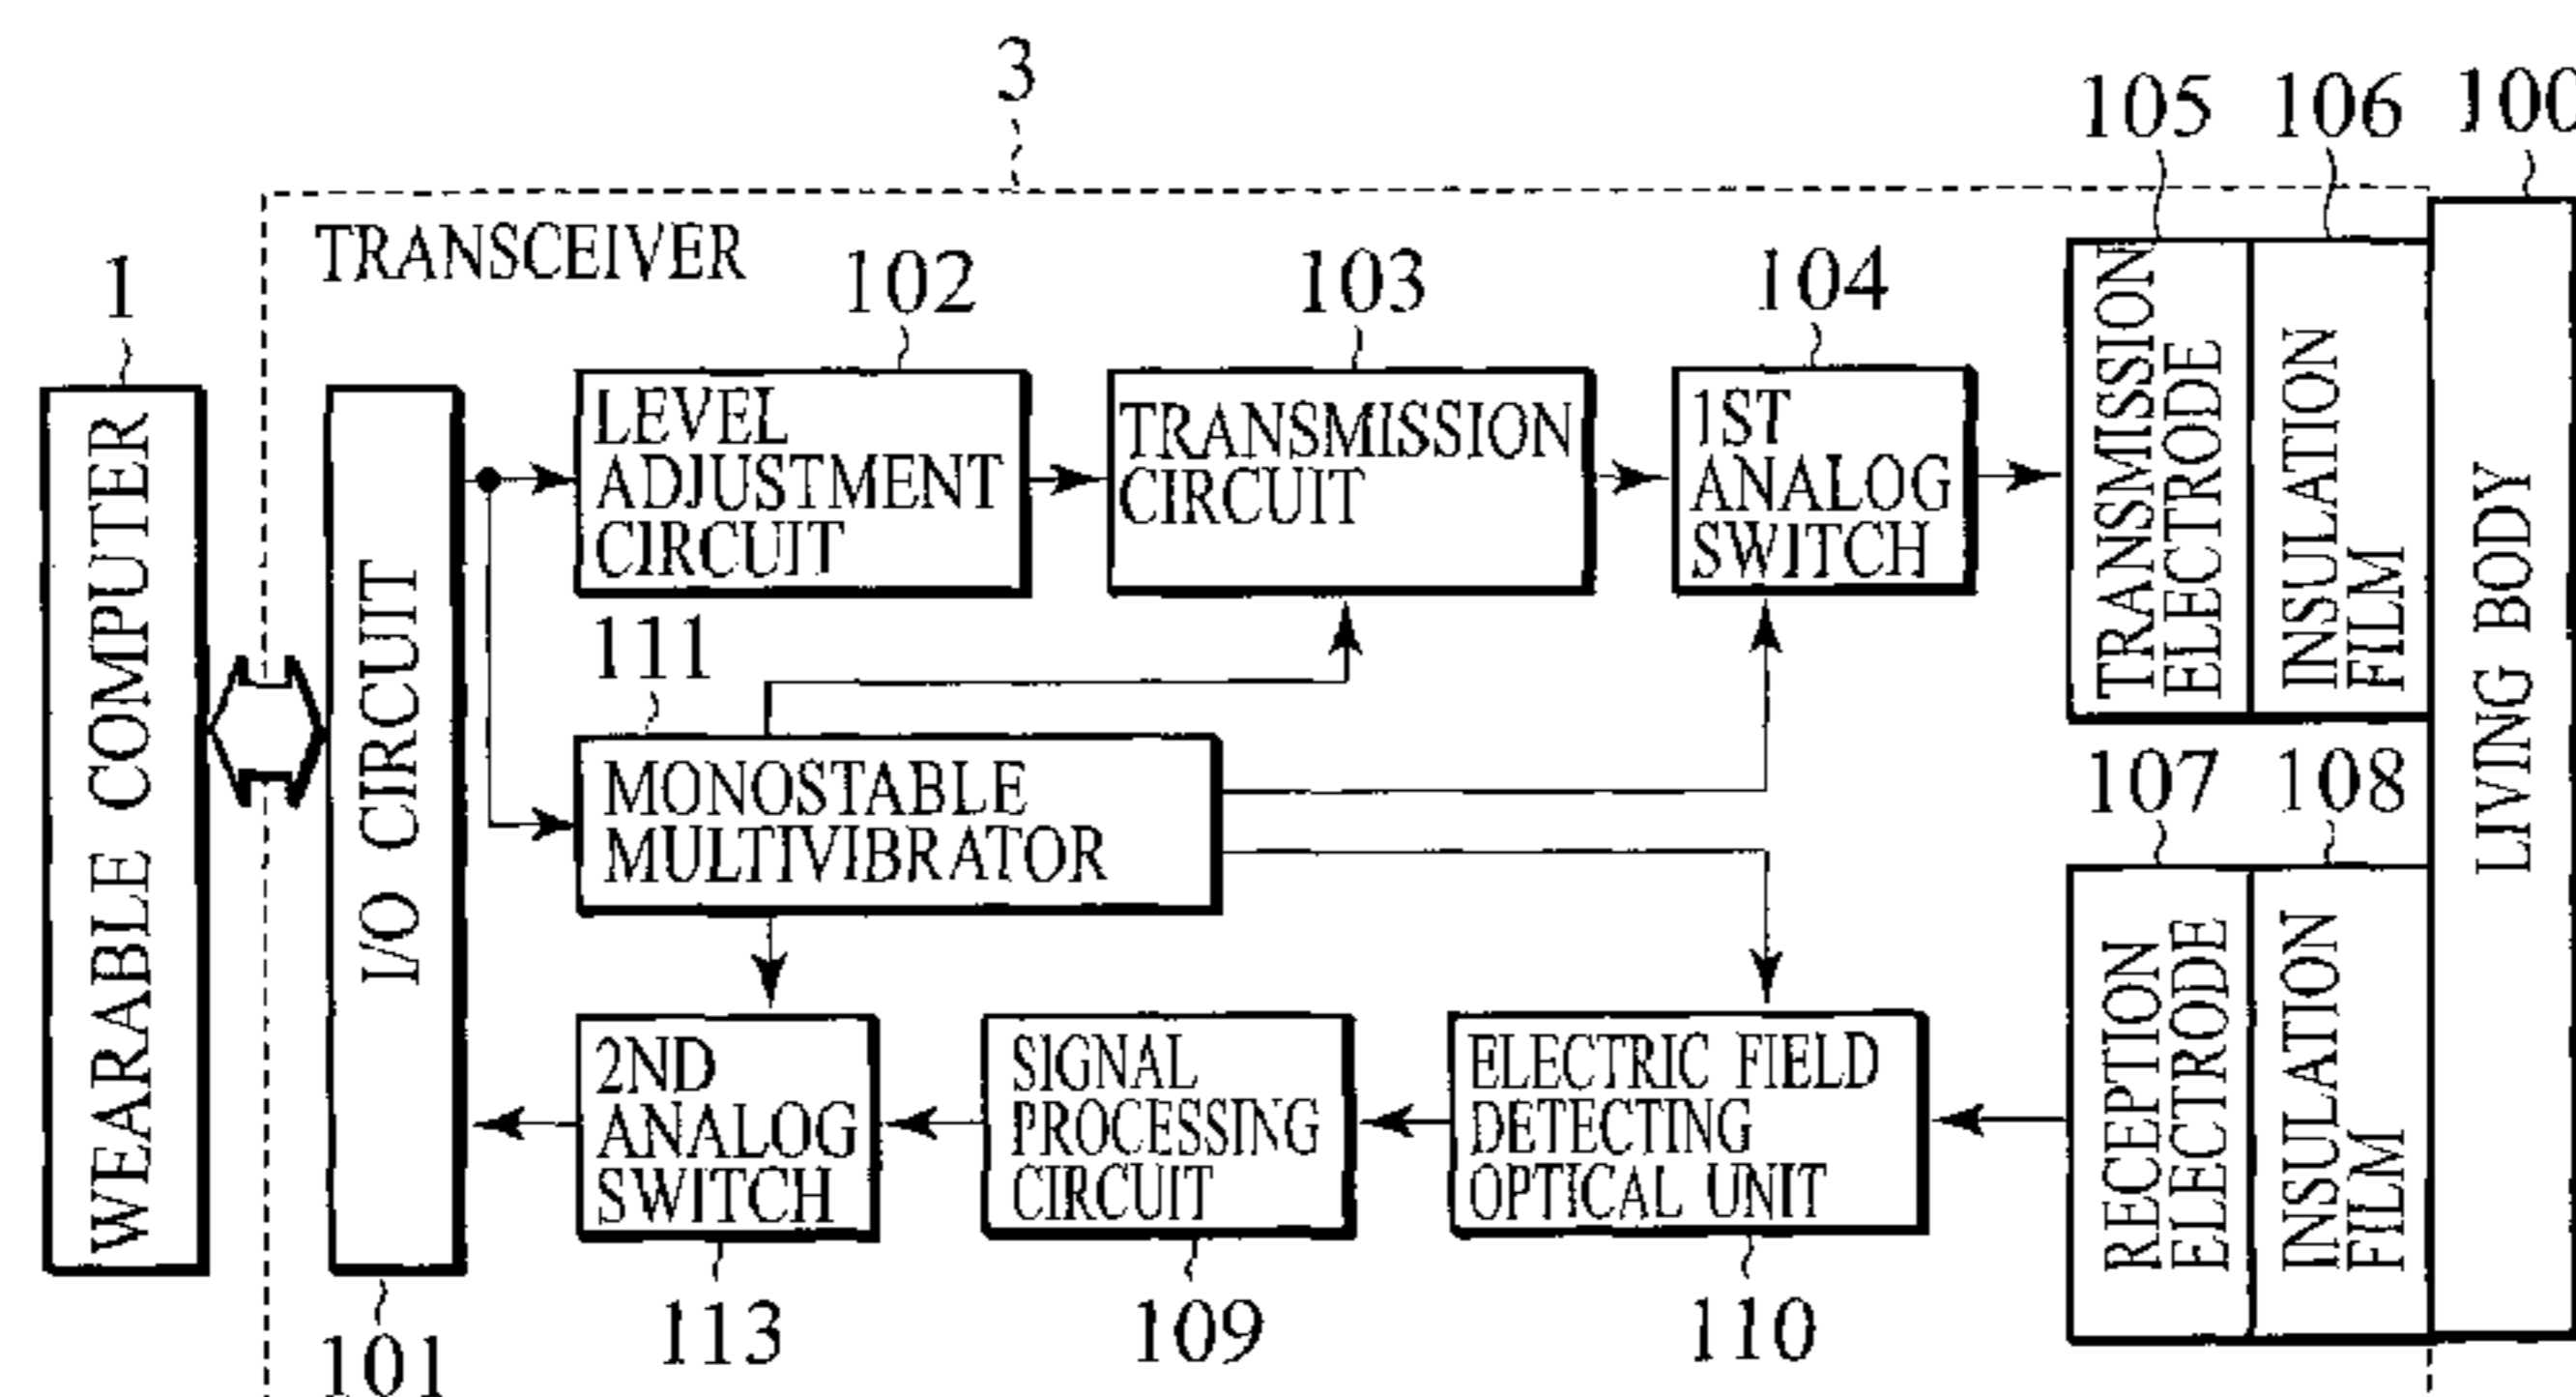 3
105 106 100
TRANSCEIVER
1
102
103
104
WEARABLE COMPUTER
I/O CIRCUIT
LEVEL
ADJUSTMENT
CIRCUIT
TRANSMISSION
CIRCUIT
1ST
ANALOG
SWITCH
TRANSMISSION
ELECTRODE
INSULATION
FILM
LIVING BODY
111
MONOSTABLE
MULTIVIBRATOR
107 108
2ND
ANALOG
SWITCH
SIGNAL
PROCESSING
CIRCUIT
ELECTRIC FIELD
DETECTING
OPTICAL UNIT
RECEPTION
ELECTRODE
INSULATION
FILM
101
113
109
110